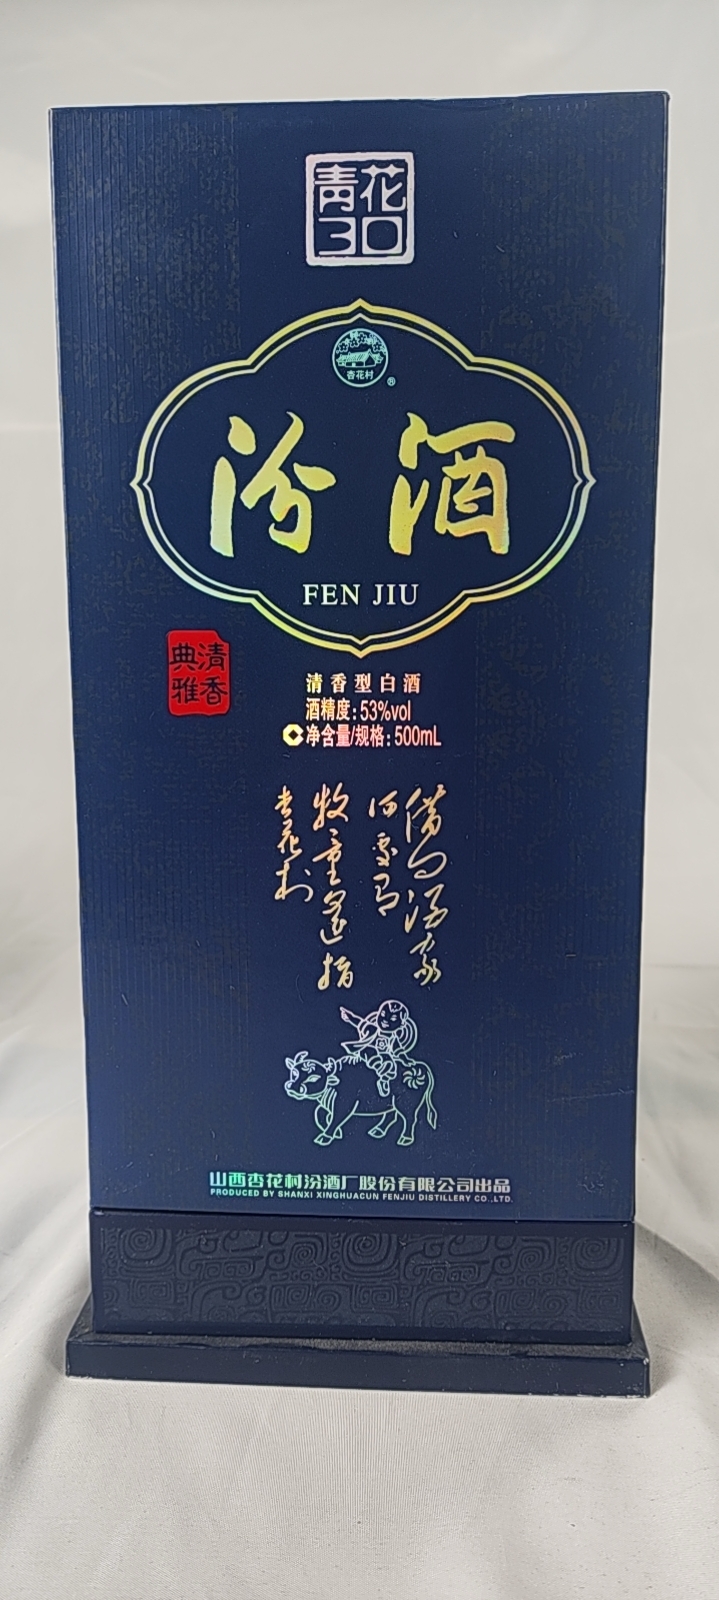 青花
30
杏花村
®
汾酒
FEN JIU
清香
典雅
清香型白酒
酒精度:53%vol
净含量/规格:500mL
借问酒家
何处有
牧童遥指
杏花村
山西杏花村汾酒厂股份有限公司出品
PRODUCED BY SHANXI XINGHUACUN FENJIU DISTILLERY CO.,LTD.